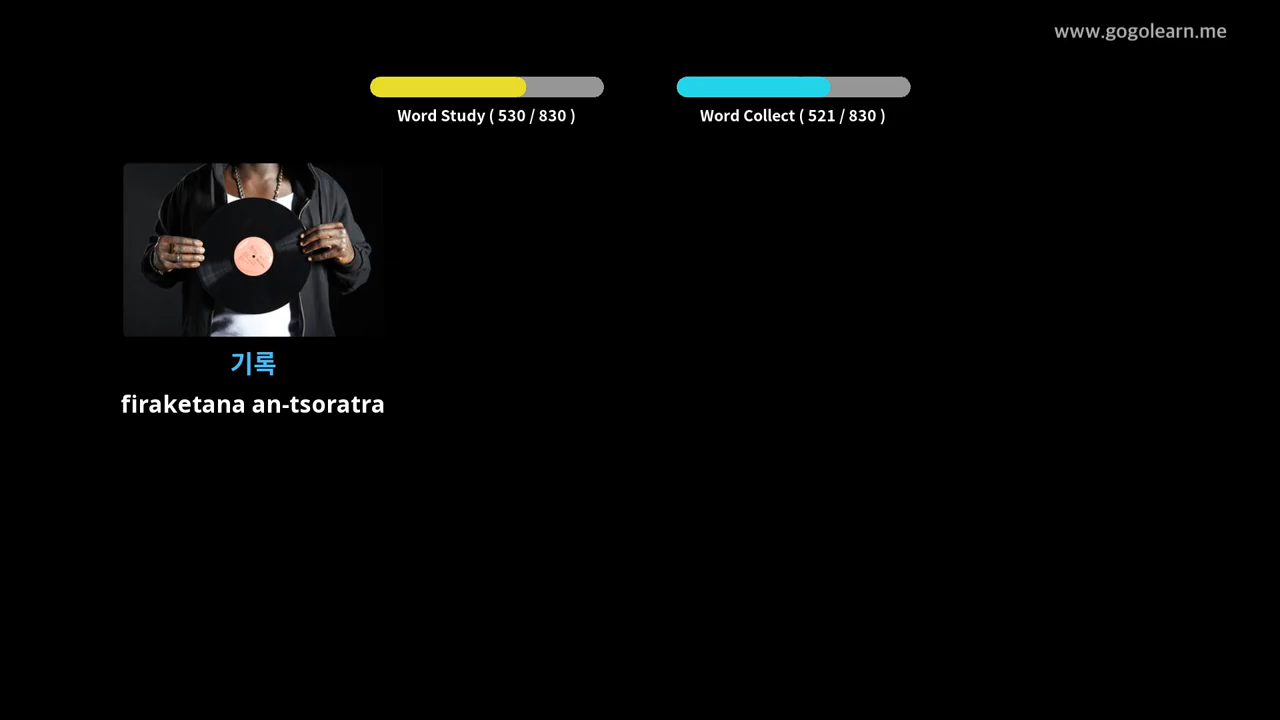 www.gogolearn.me
Word Study ( 530 / 830 )
Word Collect ( 521 / 830 )
기록
firaketana an-tsoratra